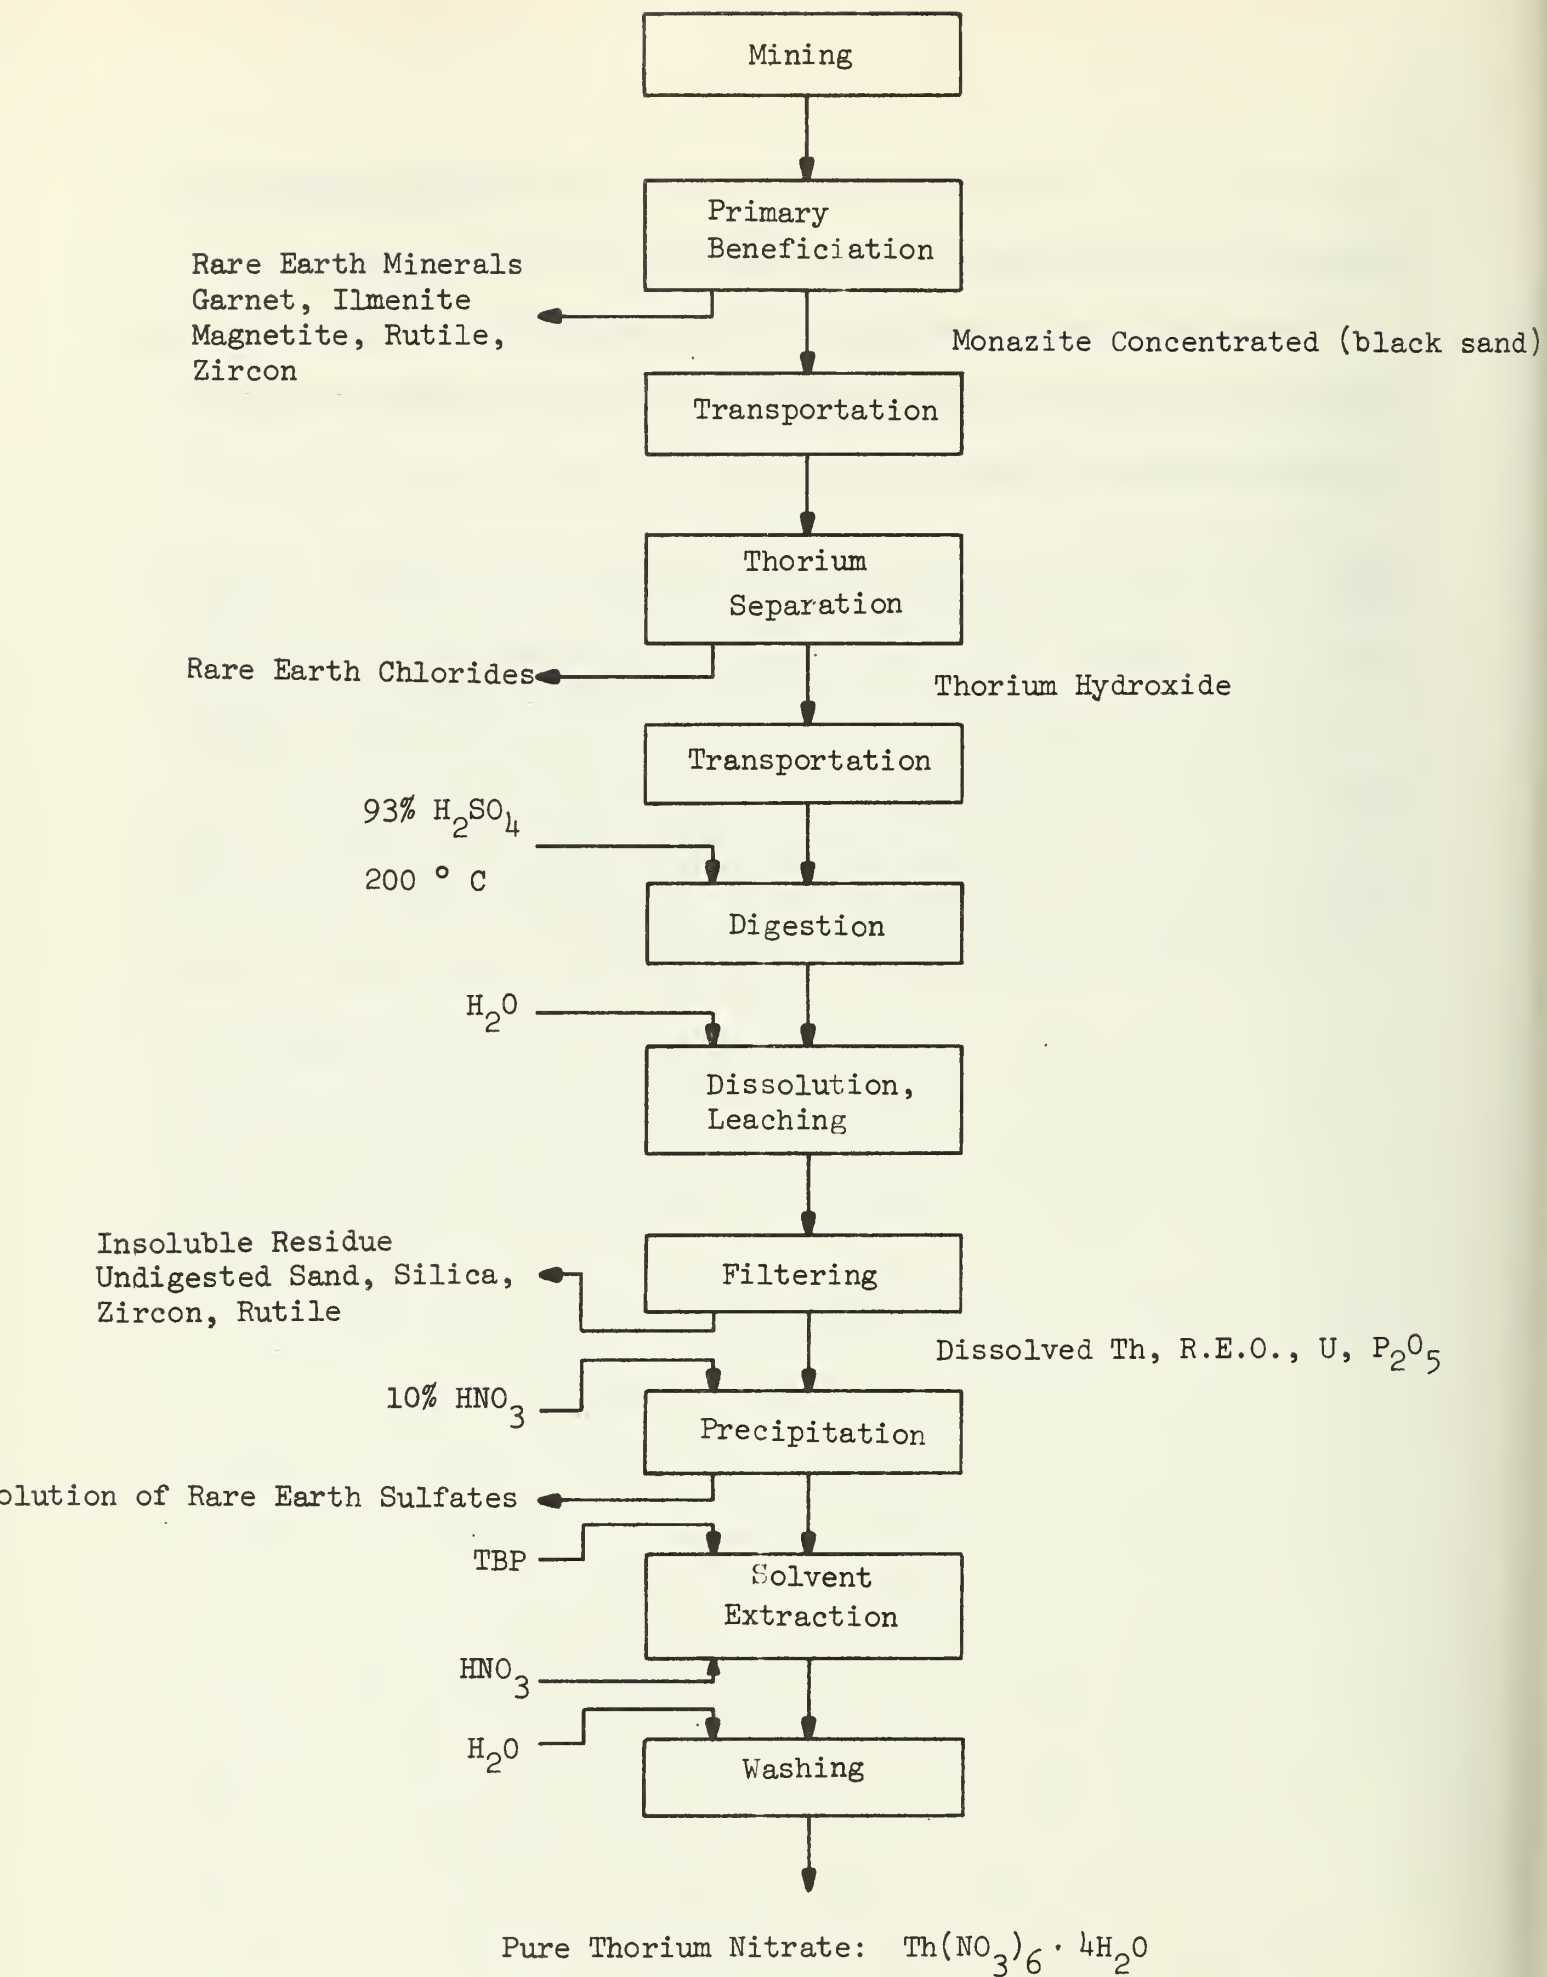 Mining
Primary
Beneficiation
Rare Earth Minerals
Garnet, Ilmenite
Magnetite, Rutile,
Zircon
Monazite Concentrated (black sand)
Transportation
Thorium
Separation
Rare Earth Chlorides
Thorium Hydroxide
Transportation
93% H₂SO₄
200 ° C
Digestion
H₂O
Dissolution,
Leaching
Insoluble Residue
Undigested Sand, Silica,
Zircon, Rutile
Filtering
Dissolved Th, R.E.O., U, P₂O₅
10% HNO₃
Precipitation
olution of Rare Earth Sulfates
TBP
Solvent
Extraction
HNO₃
H₂O
Washing
Pure Thorium Nitrate: Th(NO₃)₆ · 4H₂O